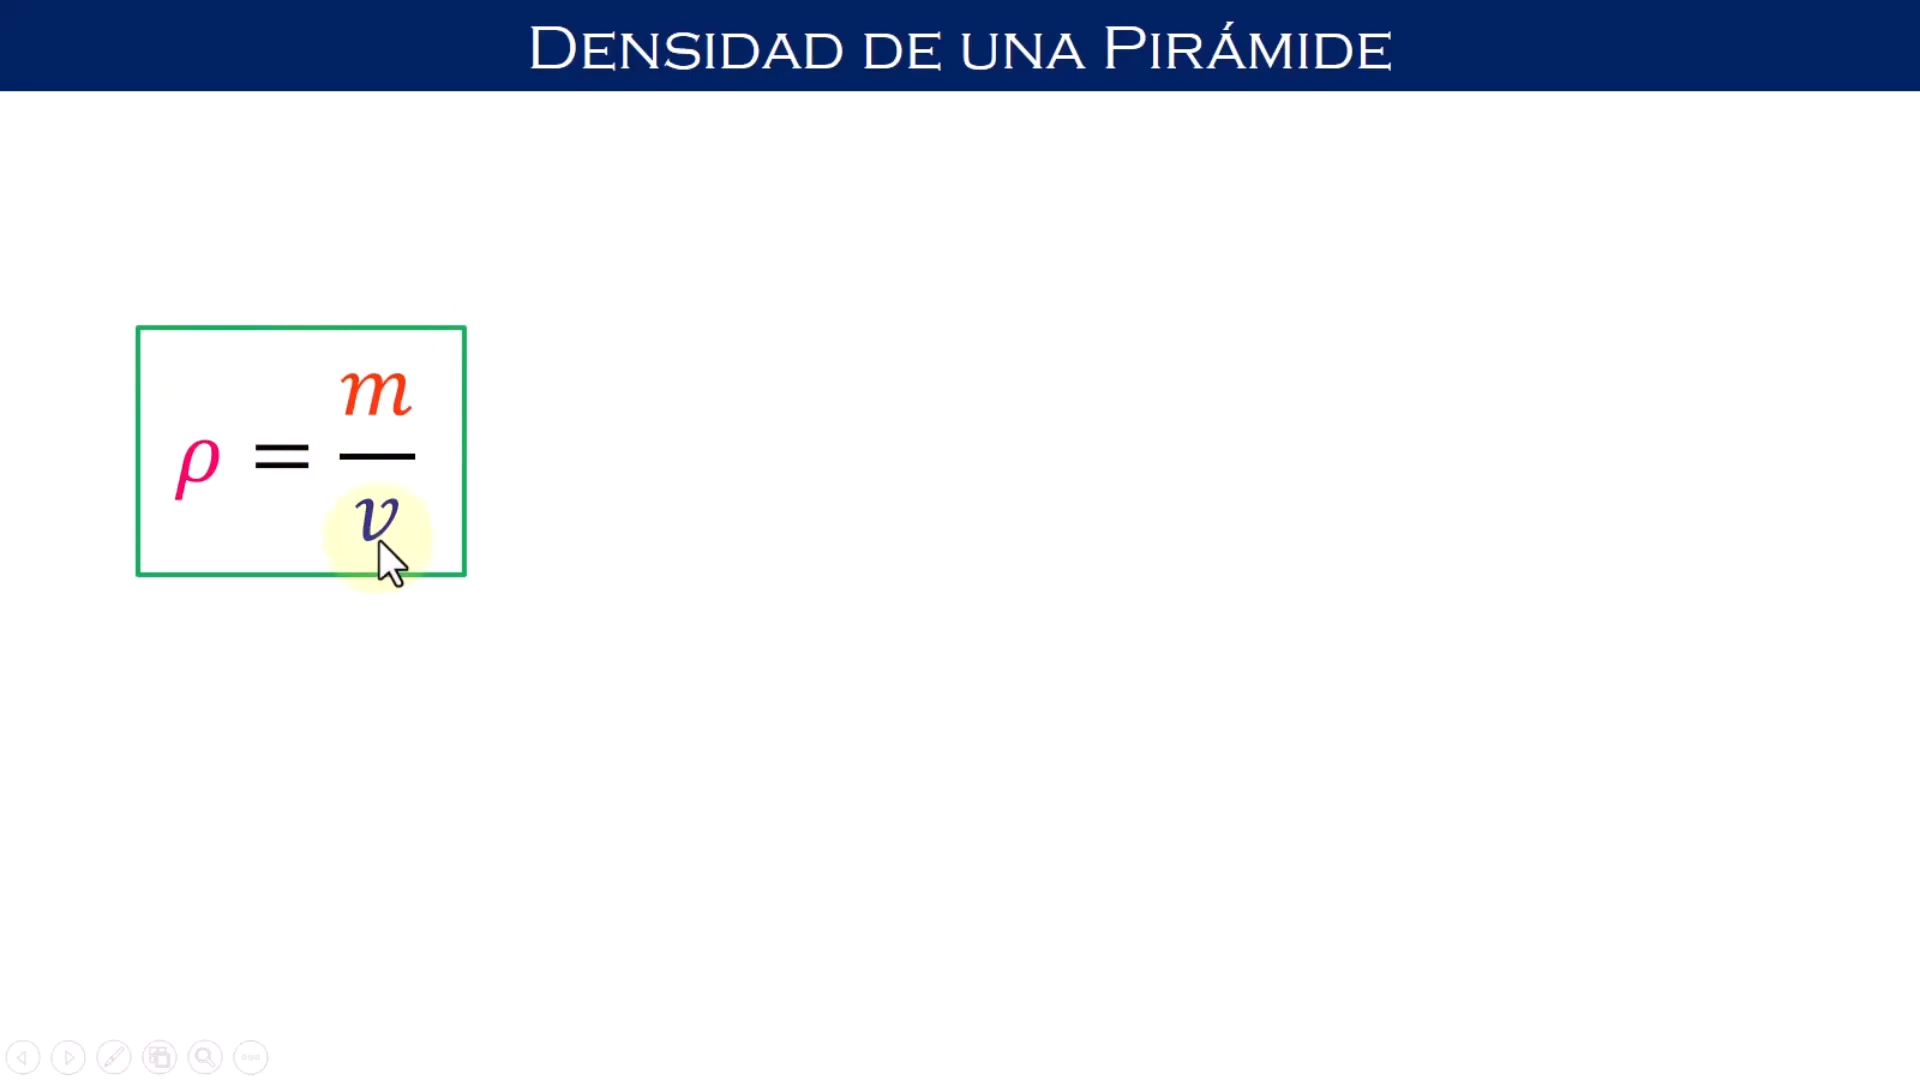 Densidad de una Pirámide
ρ = m/v